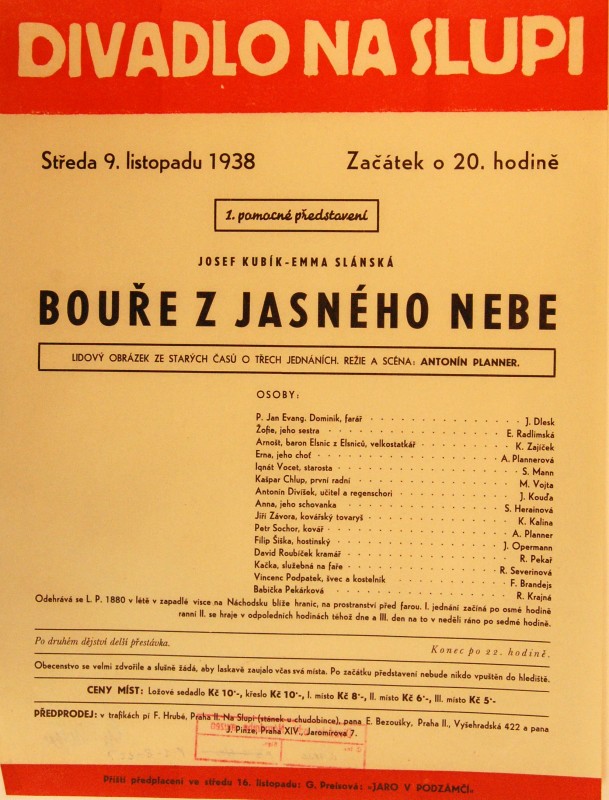 DIVADLO NA SLUPI
Středa 9. listopadu 1938 Začátek o 20. hodině
1. pomocné představení
JOSEF KUBÍK-EMMA SLÁNSKÁ
BOUŘE Z JASNÉHO NEBE
LIDOVÝ OBRÁZEK ZE STARÝCH ČASŮ O TŘECH JEDNÁNÍCH. REŽIE A SCÉNA: ANTONÍN PLANNER.
OSOBY:
P. Jan Evang. Dominik, farář J. Dlesk
Žofie, jeho sestra E. Radlimská
Arnošt, baron Elsnic z Elsniců, velkostatkář K. Zajíček
Erna, jeho choť A. Plannerová
Ignát Vocet, starosta S. Mann
Kašpar Chlup, první radní M. Vojta
Antonín Divíšek, učitel a regenschori J. Kouďa
Anna, jeho schovanka S. Herainová
Jiří Závora, kovářský tovaryš K. Kalina
Petr Sochor, kovář A. Planner
Filip Šiška, hostinský J. Opermann
David Roubíček kramář R. Pekař
Kačka, služebná na faře R. Severinová
Vincenc Podpatek, švec a kostelník F. Brandejs
Babička Pekárková R. Krajná
Odehrává se L. P. 1880 v létě v zapadlé vísce na Náchodsku blíže hranic, na prostranství před farou. I. jednání začíná po osmé hodině
ranní II. se hraje v odpoledních hodinách téhož dne a III. den na to v neděli ráno po sedmé hodině.
Po druhém dějství delší přestávka. Konec po 22. hodině.
Obecenstvo se velmi zdvořile a slušně žádá, aby laskavě zaujalo včas svá místa. Po začátku představení nebude nikdo vpuštěn do hlediště.
CENY MÍST: Ložové sedadlo Kč 10'-, křeslo Kč 10'-, I. místo Kč 8'-, II. místo Kč 6'-, III. místo Kč 5'-
PŘEDPRODEJ: v trafikách pí F. Hrubé, Praha II. Na Slupi (stánek u chudobince), pana E. Bezoušky, Praha II., Vyšehradská 422 a pana
J. Pinze, Praha XIV., Jaromírova 7.
Příští předplacení ve středu 16. listopadu: G. Preisová: »JARO V PODZÁMČÍ«